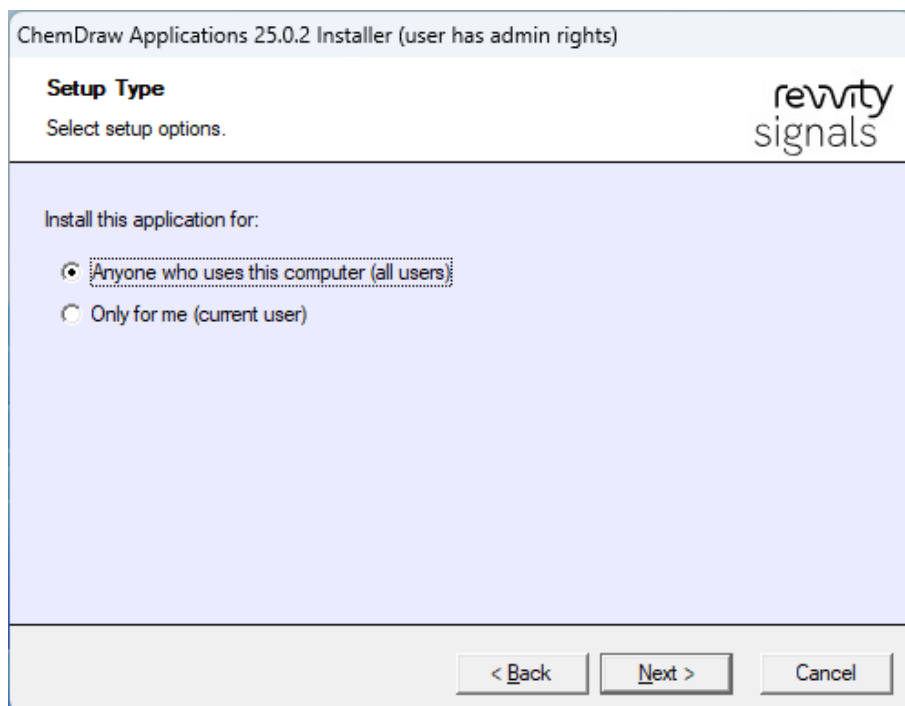 ChemDraw Applications 25.0.2 Installer (user has admin rights)
Setup Type
Select setup options.
revvity
signals
Install this application for:
Anyone who uses this computer (all users)
Only for me (current user)
< Back
Next >
Cancel